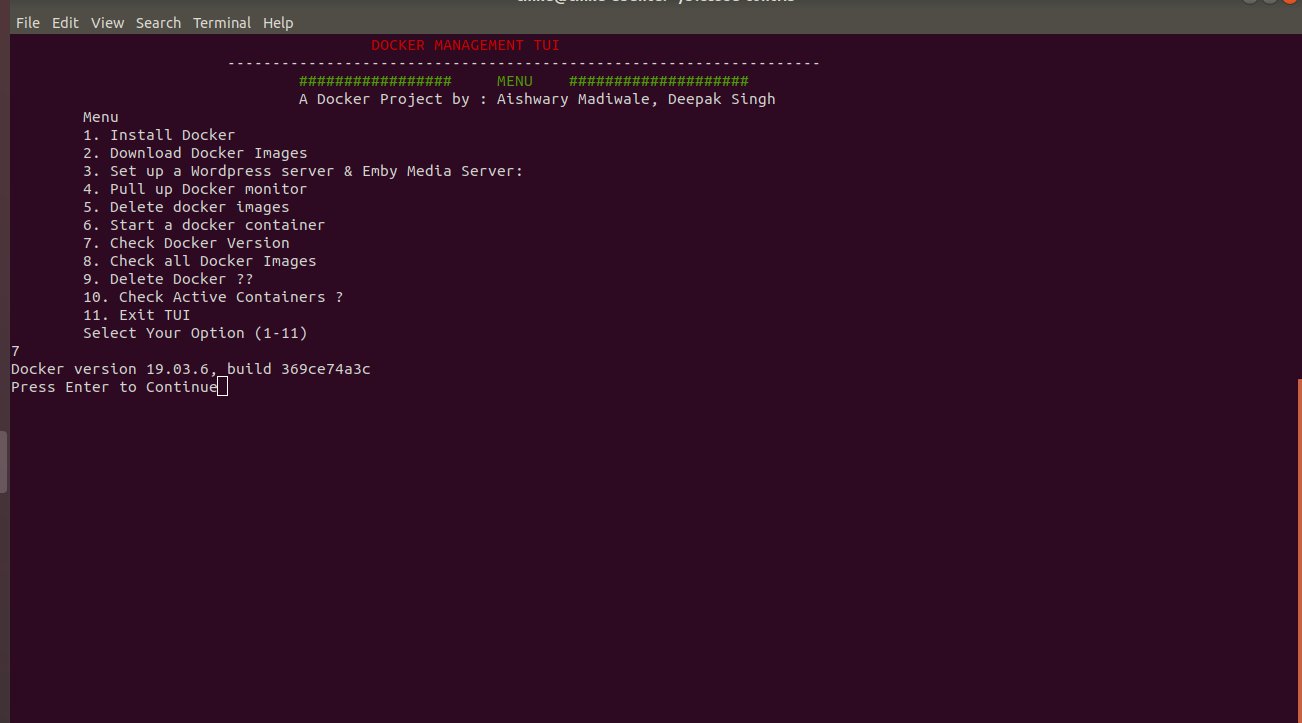 File Edit View Search Terminal Help
DOCKER MANAGEMENT TUI
------------------------------------------------------------------
################# MENU ####################
A Docker Project by : Aishwary Madiwale, Deepak Singh
Menu
1. Install Docker
2. Download Docker Images
3. Set up a Wordpress server & Emby Media Server:
4. Pull up Docker monitor
5. Delete docker images
6. Start a docker container
7. Check Docker Version
8. Check all Docker Images
9. Delete Docker ??
10. Check Active Containers ?
11. Exit TUI
Select Your Option (1-11)
7
Docker version 19.03.6, build 369ce74a3c
Press Enter to Continue